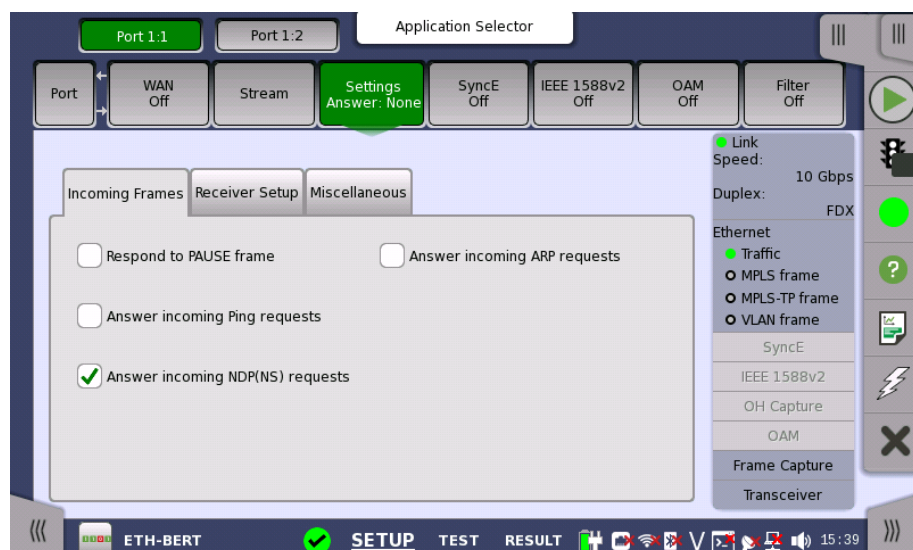 Port 1:1
Port 1:2
Application Selector
Port
WAN
Off
Stream
Settings
Answer: None
SyncE
Off
IEEE 1588v2
Off
OAM
Off
Filter
Off
Incoming Frames
Receiver Setup
Miscellaneous
Respond to PAUSE frame
Answer incoming ARP requests
Answer incoming Ping requests
Answer incoming NDP(NS) requests
Link
Speed:
10 Gbps
Duplex:
FDX
Ethernet
Traffic
MPLS frame
MPLS-TP frame
VLAN frame
SyncE
IEEE 1588v2
OH Capture
OAM
Frame Capture
Transceiver
ETH-BERT
SETUP
TEST
RESULT
V
15:39